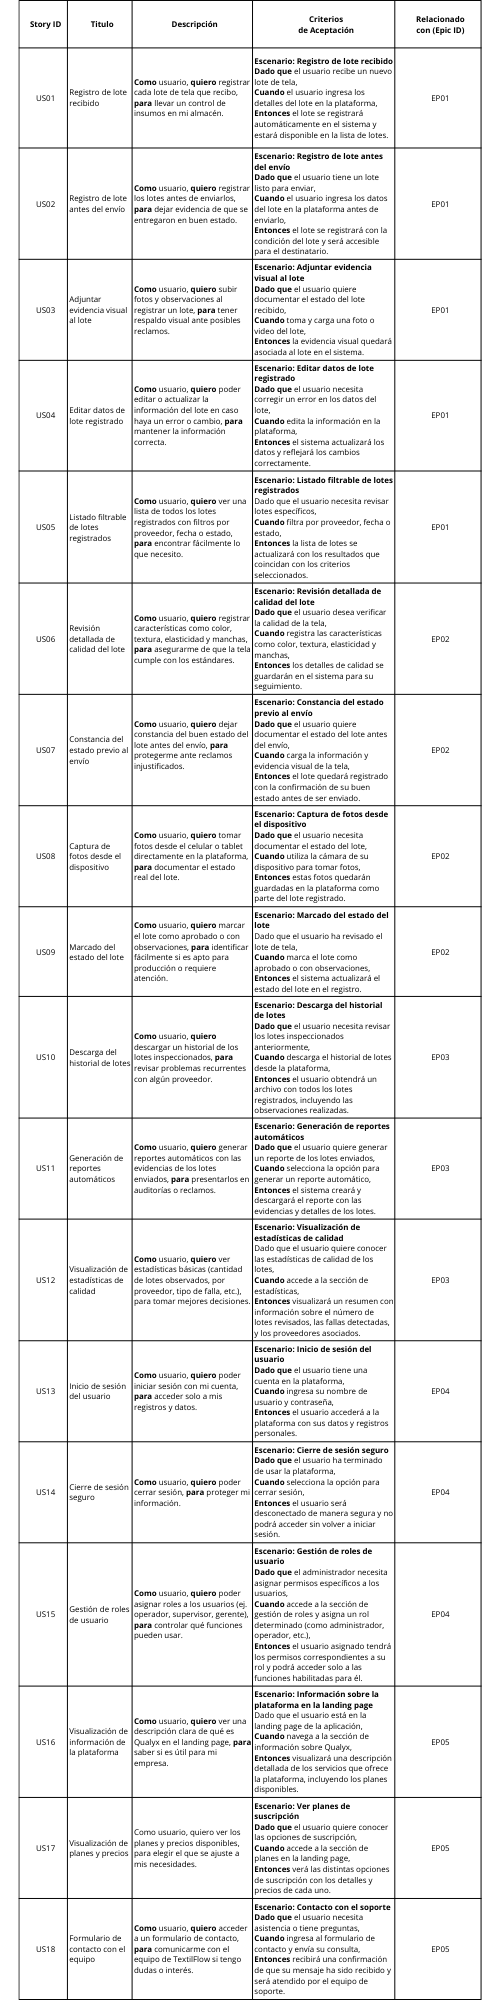 Story ID
Titulo
Descripción
Criterios
de Aceptación
Relacionado
con (Epic ID)
US01
Registro de lote
recibido
Como usuario, quiero registrar
cada lote de tela que recibo,
para llevar un control de
insumos en mi almacén.
Escenario: Registro de lote recibido
Dado que el usuario recibe un nuevo
lote de tela,
Cuando el usuario ingresa los
detalles del lote en la plataforma,
Entonces el lote se registrará
automáticamente en el sistema y
estará disponible en la lista de lotes.
EP01
US02
Registro de lote
antes del envío
Como usuario, quiero registrar
los lotes antes de enviarlos,
para dejar evidencia de que se
entregaron en buen estado.
Escenario: Registro de lote antes
del envío
Dado que el usuario tiene un lote
listo para enviar,
Cuando el usuario ingresa los datos
del lote en la plataforma antes de
enviarlo,
Entonces el lote se registrará con la
condición del lote y será accesible
para el destinatario.
EP01
US03
Adjuntar
evidencia visual
al lote
Como usuario, quiero subir
fotos y observaciones al
registrar un lote, para tener
respaldo visual ante posibles
reclamos.
Escenario: Adjuntar evidencia
visual al lote
Dado que el usuario quiere
documentar el estado del lote
recibido,
Cuando toma y carga una foto o
video del lote,
Entonces la evidencia visual quedará
asociada al lote en el sistema.
EP01
US04
Editar datos de
lote registrado
Como usuario, quiero poder
editar o actualizar la
información del lote en caso
haya un error o cambio, para
mantener la información
correcta.
Escenario: Editar datos de lote
registrado
Dado que el usuario necesita
corregir un error en los datos del
lote,
Cuando edita la información en la
plataforma,
Entonces el sistema actualizará los
datos y reflejará los cambios
correctamente.
EP01
US05
Listado filtrable
de lotes
registrados
Como usuario, quiero ver una
lista de todos los lotes
registrados con filtros por
proveedor, fecha o estado,
para encontrar fácilmente lo
que necesito.
Escenario: Listado filtrable de lotes
registrados
Dado que el usuario necesita revisar
lotes específicos,
Cuando filtra por proveedor, fecha o
estado,
Entonces la lista de lotes se
actualizará con los resultados que
coincidan con los criterios
seleccionados.
EP01
US06
Revisión
detallada de
calidad del lote
Como usuario, quiero registrar
características como color,
textura, elasticidad y manchas,
para asegurarme de que la tela
cumple con los estándares.
Escenario: Revisión detallada de
calidad del lote
Dado que el usuario desea verificar
la calidad de la tela,
Cuando registra las características
como color, textura, elasticidad y
manchas,
Entonces los detalles de calidad se
guardarán en el sistema para su
seguimiento.
EP02
US07
Constancia del
estado previo al
envío
Como usuario, quiero dejar
constancia del buen estado del
lote antes del envío, para
protegerme ante reclamos
injustificados.
Escenario: Constancia del estado
previo al envío
Dado que el usuario quiere
documentar el estado del lote antes
del envío,
Cuando carga la información y
evidencia visual de la tela,
Entonces el lote quedará registrado
con la confirmación de su buen
estado antes de ser enviado.
EP02
US08
Captura de
fotos desde el
dispositivo
Como usuario, quiero tomar
fotos desde el celular o tablet
directamente en la plataforma,
para documentar el estado
real del lote.
Escenario: Captura de fotos desde
el dispositivo
Dado que el usuario necesita
documentar el estado del lote,
Cuando utiliza la cámara de su
dispositivo para tomar fotos,
Entonces estas fotos quedarán
guardadas en la plataforma como
parte del lote registrado.
EP02
US09
Marcado del
estado del lote
Como usuario, quiero marcar
el lote como aprobado o con
observaciones, para identificar
fácilmente si es apto para
producción o requiere
atención.
Escenario: Marcado del estado del
lote
Dado que el usuario ha revisado el
lote de tela,
Cuando marca el lote como
aprobado o con observaciones,
Entonces el sistema actualizará el
estado del lote en el registro.
EP02
US10
Descarga del
historial de lotes
Como usuario, quiero
descargar un historial de los
lotes inspeccionados, para
revisar problemas recurrentes
con algún proveedor.
Escenario: Descarga del historial
de lotes
Dado que el usuario necesita revisar
los lotes inspeccionados
anteriormente,
Cuando descarga el historial de lotes
desde la plataforma,
Entonces el usuario obtendrá un
archivo con todos los lotes
registrados, incluyendo las
observaciones realizadas.
EP03
US11
Generación de
reportes
automáticos
Como usuario, quiero generar
reportes automáticos con las
evidencias de los lotes
enviados, para presentarlos en
auditorías o reclamos.
Escenario: Generación de reportes
automáticos
Dado que el usuario quiere generar
un reporte de los lotes enviados,
Cuando selecciona la opción para
generar un reporte automático,
Entonces el sistema creará y
descargará el reporte con las
evidencias y detalles de los lotes.
EP03
US12
Visualización de
estadísticas de
calidad
Como usuario, quiero ver
estadísticas básicas (cantidad
de lotes observados, por
proveedor, tipo de falla, etc.),
para tomar mejores decisiones.
Escenario: Visualización de
estadísticas de calidad
Dado que el usuario quiere conocer
las estadísticas de calidad de los
lotes,
Cuando accede a la sección de
estadísticas,
Entonces visualizará un resumen con
información sobre el número de
lotes revisados, las fallas detectadas,
y los proveedores asociados.
EP03
US13
Inicio de sesión
del usuario
Como usuario, quiero poder
iniciar sesión con mi cuenta,
para acceder solo a mis
registros y datos.
Escenario: Inicio de sesión del
usuario
Dado que el usuario tiene una
cuenta en la plataforma,
Cuando ingresa su nombre de
usuario y contraseña,
Entonces el usuario accederá a la
plataforma con sus datos y registros
personales.
EP04
US14
Cierre de sesión
seguro
Como usuario, quiero poder
cerrar sesión, para proteger mi
información.
Escenario: Cierre de sesión seguro
Dado que el usuario ha terminado
de usar la plataforma,
Cuando selecciona la opción para
cerrar sesión,
Entonces el usuario será
desconectado de manera segura y no
podrá acceder sin volver a iniciar
sesión.
EP04
US15
Gestión de roles
de usuario
Como usuario, quiero poder
asignar roles a los usuarios (ej.
operador, supervisor, gerente),
para controlar qué funciones
pueden usar.
Escenario: Gestión de roles de
usuario
Dado que el administrador necesita
asignar permisos específicos a los
usuarios,
Cuando accede a la sección de
gestión de roles y asigna un rol
determinado (como administrador,
operador, etc.),
Entonces el usuario asignado tendrá
los permisos correspondientes a su
rol y podrá acceder solo a las
funciones habilitadas para él.
EP04
US16
Visualización de
información de
la plataforma
Como usuario, quiero ver una
descripción clara de qué es
Qualyx en el landing page, para
saber si es útil para mi
empresa.
Escenario: Información sobre la
plataforma en la landing page
Dado que el usuario está en la
landing page de la aplicación,
Cuando navega a la sección de
información sobre Qualyx,
Entonces visualizará una descripción
detallada de los servicios que ofrece
la plataforma, incluyendo los planes
disponibles.
EP05
US17
Visualización de
planes y precios
Como usuario, quiero ver los
planes y precios disponibles,
para elegir el que se ajuste a
mis necesidades.
Escenario: Ver planes de
suscripción
Dado que el usuario quiere conocer
las opciones de suscripción,
Cuando accede a la sección de
planes en la landing page,
Entonces verá las distintas opciones
de suscripción con los detalles y
precios de cada uno.
EP05
US18
Formulario de
contacto con el
equipo
Como usuario, quiero acceder
a un formulario de contacto,
para comunicarme con el
equipo de TextilFlow si tengo
dudas o interés.
Escenario: Contacto con el soporte
Dado que el usuario necesita
asistencia o tiene preguntas,
Cuando ingresa al formulario de
contacto y envía su consulta,
Entonces recibirá una confirmación
de que su mensaje ha sido recibido y
será atendido por el equipo de
soporte.
EP05